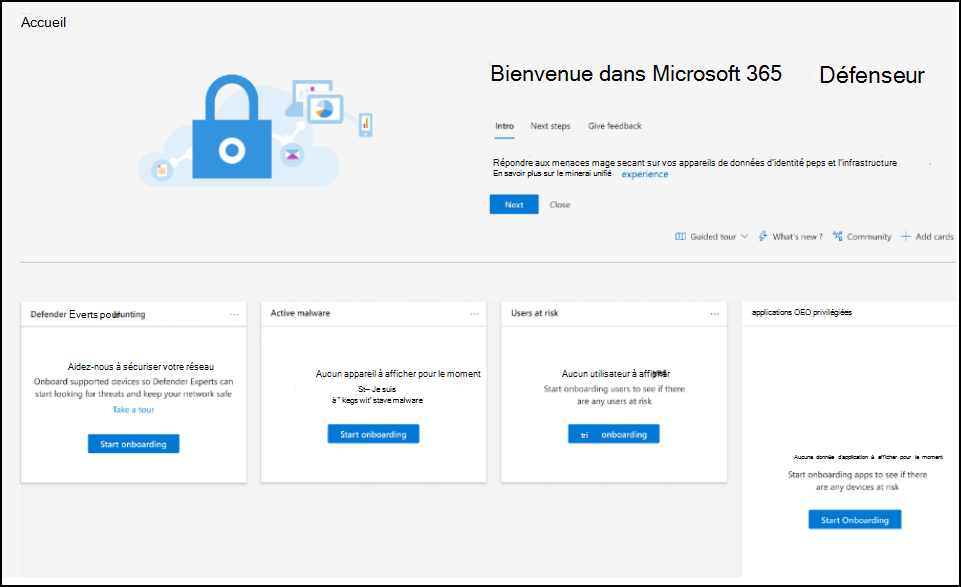 Accueil
Bienvenue dans Microsoft 365 Défenseur
Intro Next steps Give feedback
Répondre aux menaces mage secant sur vos appareils de données d'identité peps et l'infrastructure
En savoir plus sur le minerai unifié experience
Next Close
Guided tour What's new ? Community Add cards
Defender Everts pour Hunting ...
Active malware ...
Users at risk ...
applications OEO privilégiées
Aidez-nous à sécuriser votre réseau
Onboard supported devices so Defender Experts can
start looking for threats and keep your network safe
Take a tour
Start onboarding
Aucun appareil à afficher pour le moment
St– Je suis
à " kegs wit' stave malware
Start onboarding
Aucun utilisateur à afficher
Start onboarding users to see if there
are any users at risk
tri onboarding
Aucune donnée d'application à afficher pour le moment
Start onboarding apps to see if there
are any devices at risk
Start Onboarding